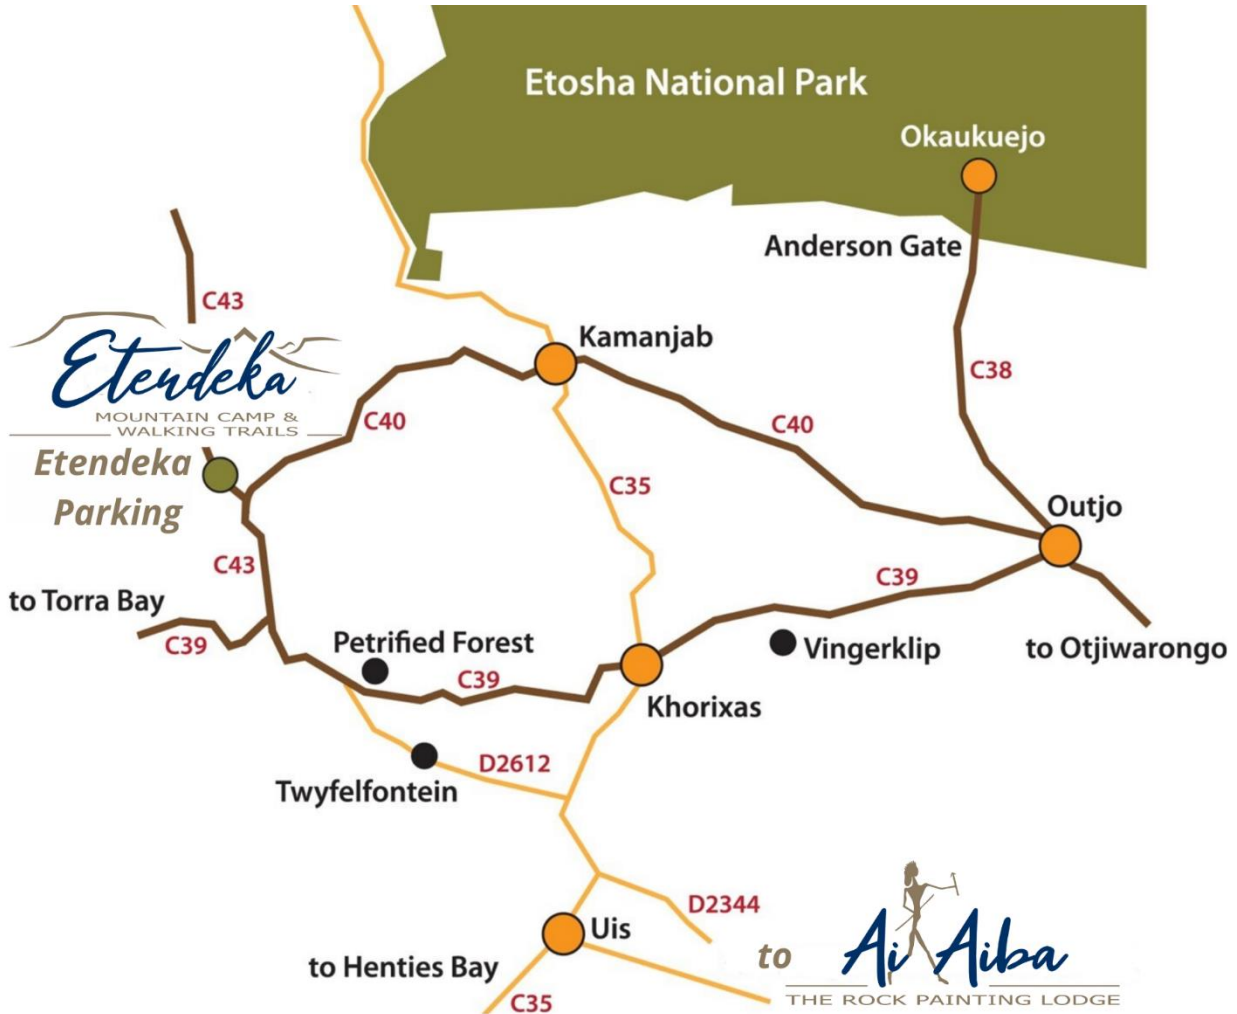 Etosha National Park
Okaukuejo
Anderson Gate
C43
Kamanjab
Etendeka
MOUNTAIN CAMP &
WALKING TRAILS
C38
C40
C40
Etendeka
Parking
C35
Outjo
C43
C39
to Torra Bay
C39
Petrified Forest
Vingerklip
to Otjiwarongo
C39
Khorixas
D2612
Twyfelfontein
D2344
Uis
to Henties Bay
to
Ai Aiba
THE ROCK PAINTING LODGE
C35